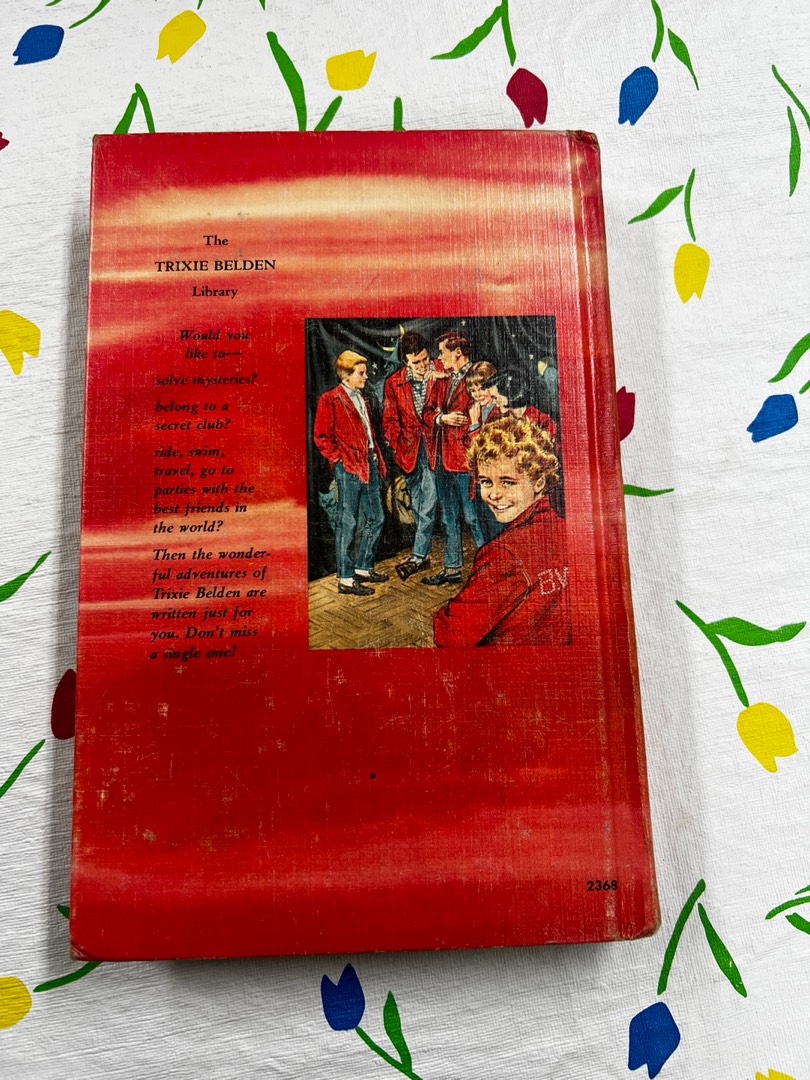 The
TRIXIE BELDEN
Library
Would you
like to—
solve mysteries?
belong to a
secret club?
ride, swim,
travel, go to
parties with the
best friends in
the world?
Then the wonder-
ful adventures of
Trixie Belden are
written just for
you. Don't miss
a single one!
BV
2368